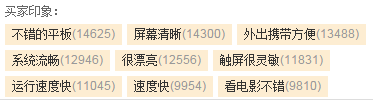 买家印象：
不错的平板(14625) 屏幕清晰(14300) 外出携带方便(13488)
系统流畅(12946) 很漂亮(12556) 触屏很灵敏(11831)
运行速度快(11045) 速度快(9954) 看电影不错(9810)